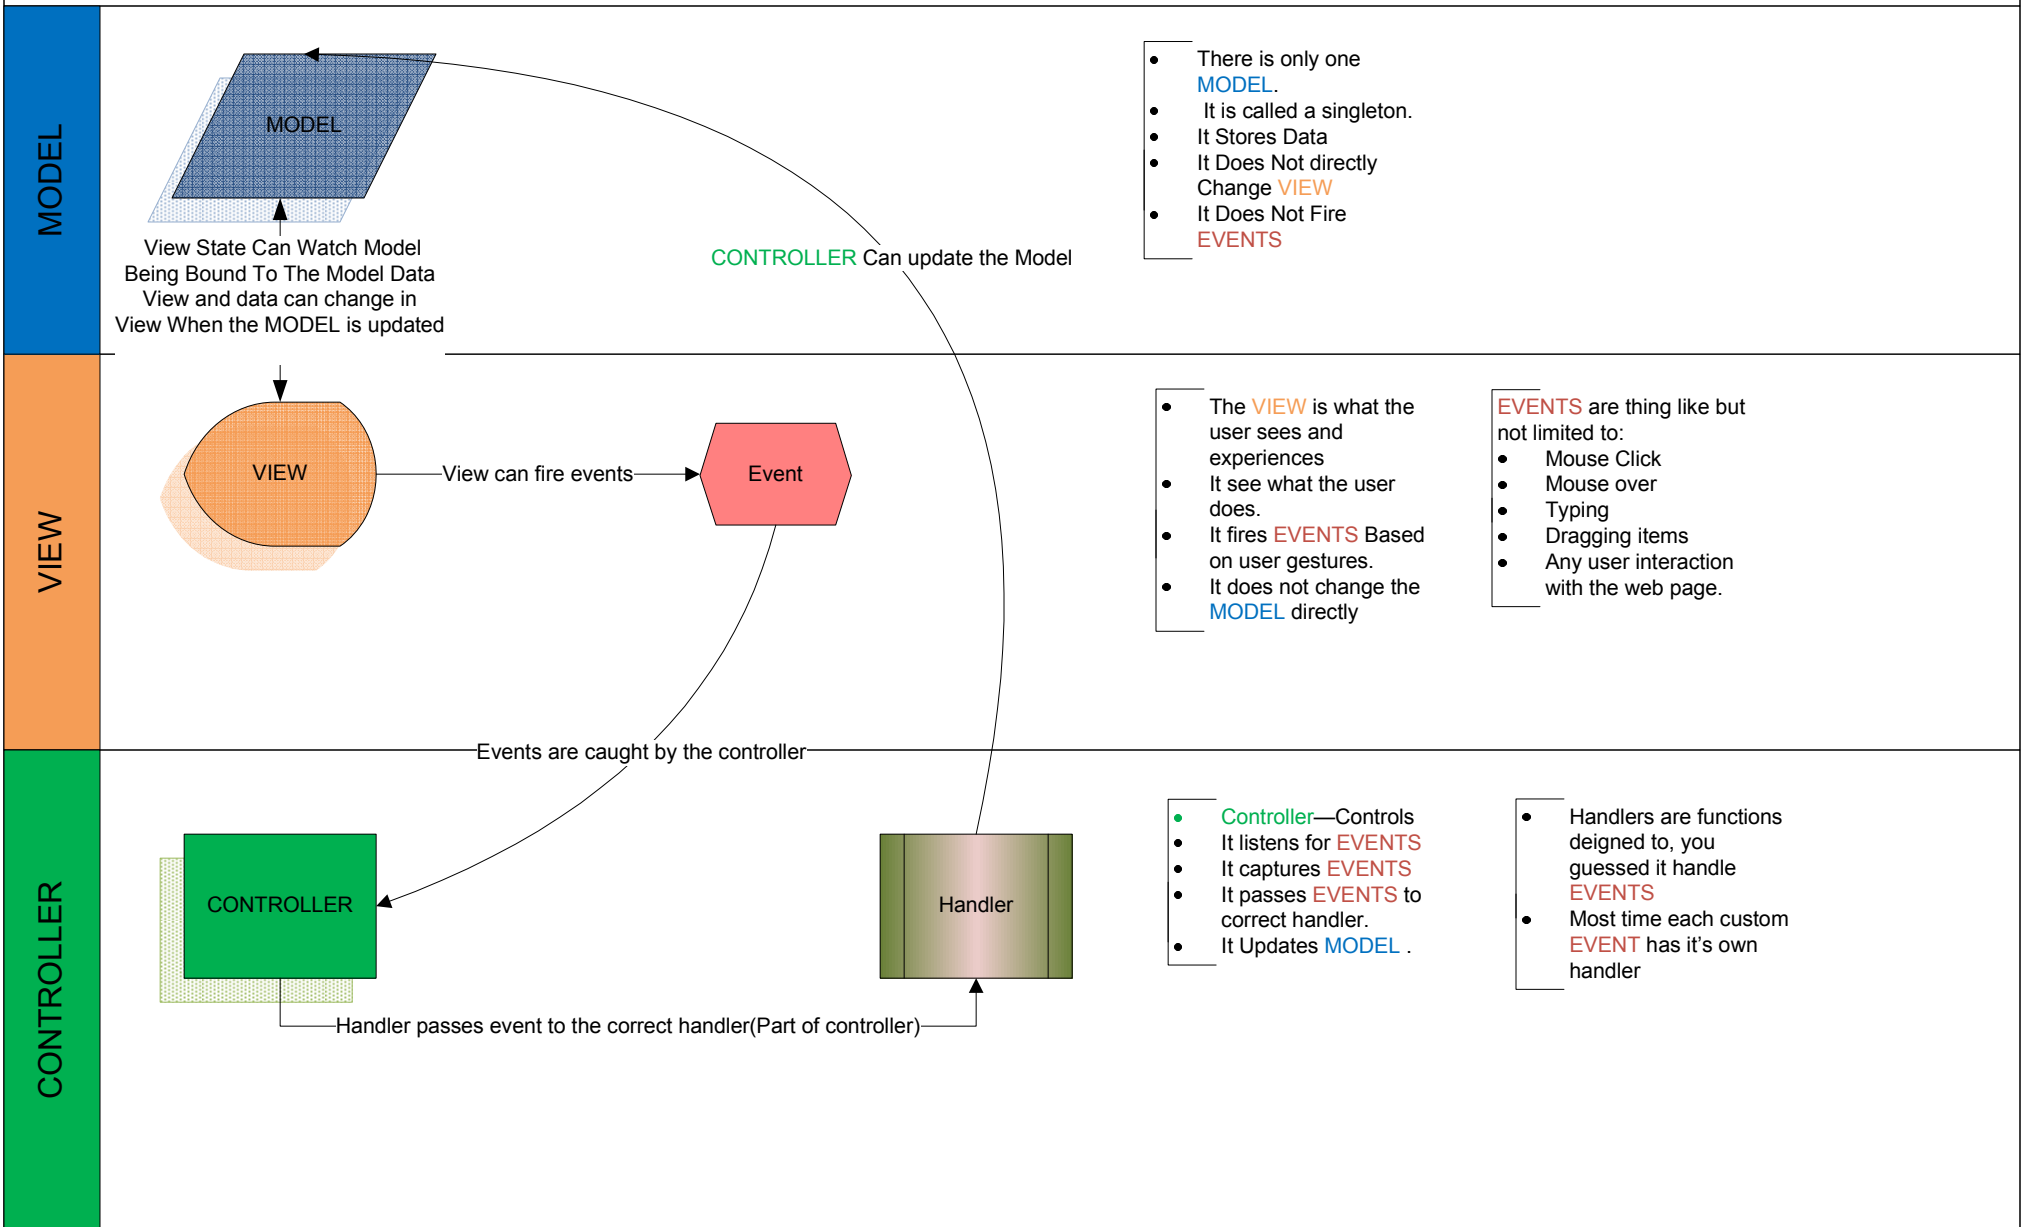 MODEL
MODEL
View State Can Watch Model
Being Bound To The Model Data
View and data can change in
View When the MODEL is updated
CONTROLLER Can update the Model
There is only one
MODEL.
It is called a singleton.
It Stores Data
It Does Not directly
Change VIEW
It Does Not Fire
EVENTS
VIEW
VIEW
View can fire events
Event
The VIEW is what the
user sees and
experiences
It see what the user
does.
It fires EVENTS Based
on user gestures.
It does not change the
MODEL directly
EVENTS are thing like but
not limited to:
Mouse Click
Mouse over
Typing
Dragging items
Any user interaction
with the web page.
Events are caught by the controller
CONTROLLER
CONTROLLER
Handler
Handler passes event to the correct handler(Part of controller)
Controller—Controls
It listens for EVENTS
It captures EVENTS
It passes EVENTS to
correct handler.
It Updates MODEL .
Handlers are functions
deigned to, you
guessed it handle
EVENTS
Most time each custom
EVENT has it’s own
handler